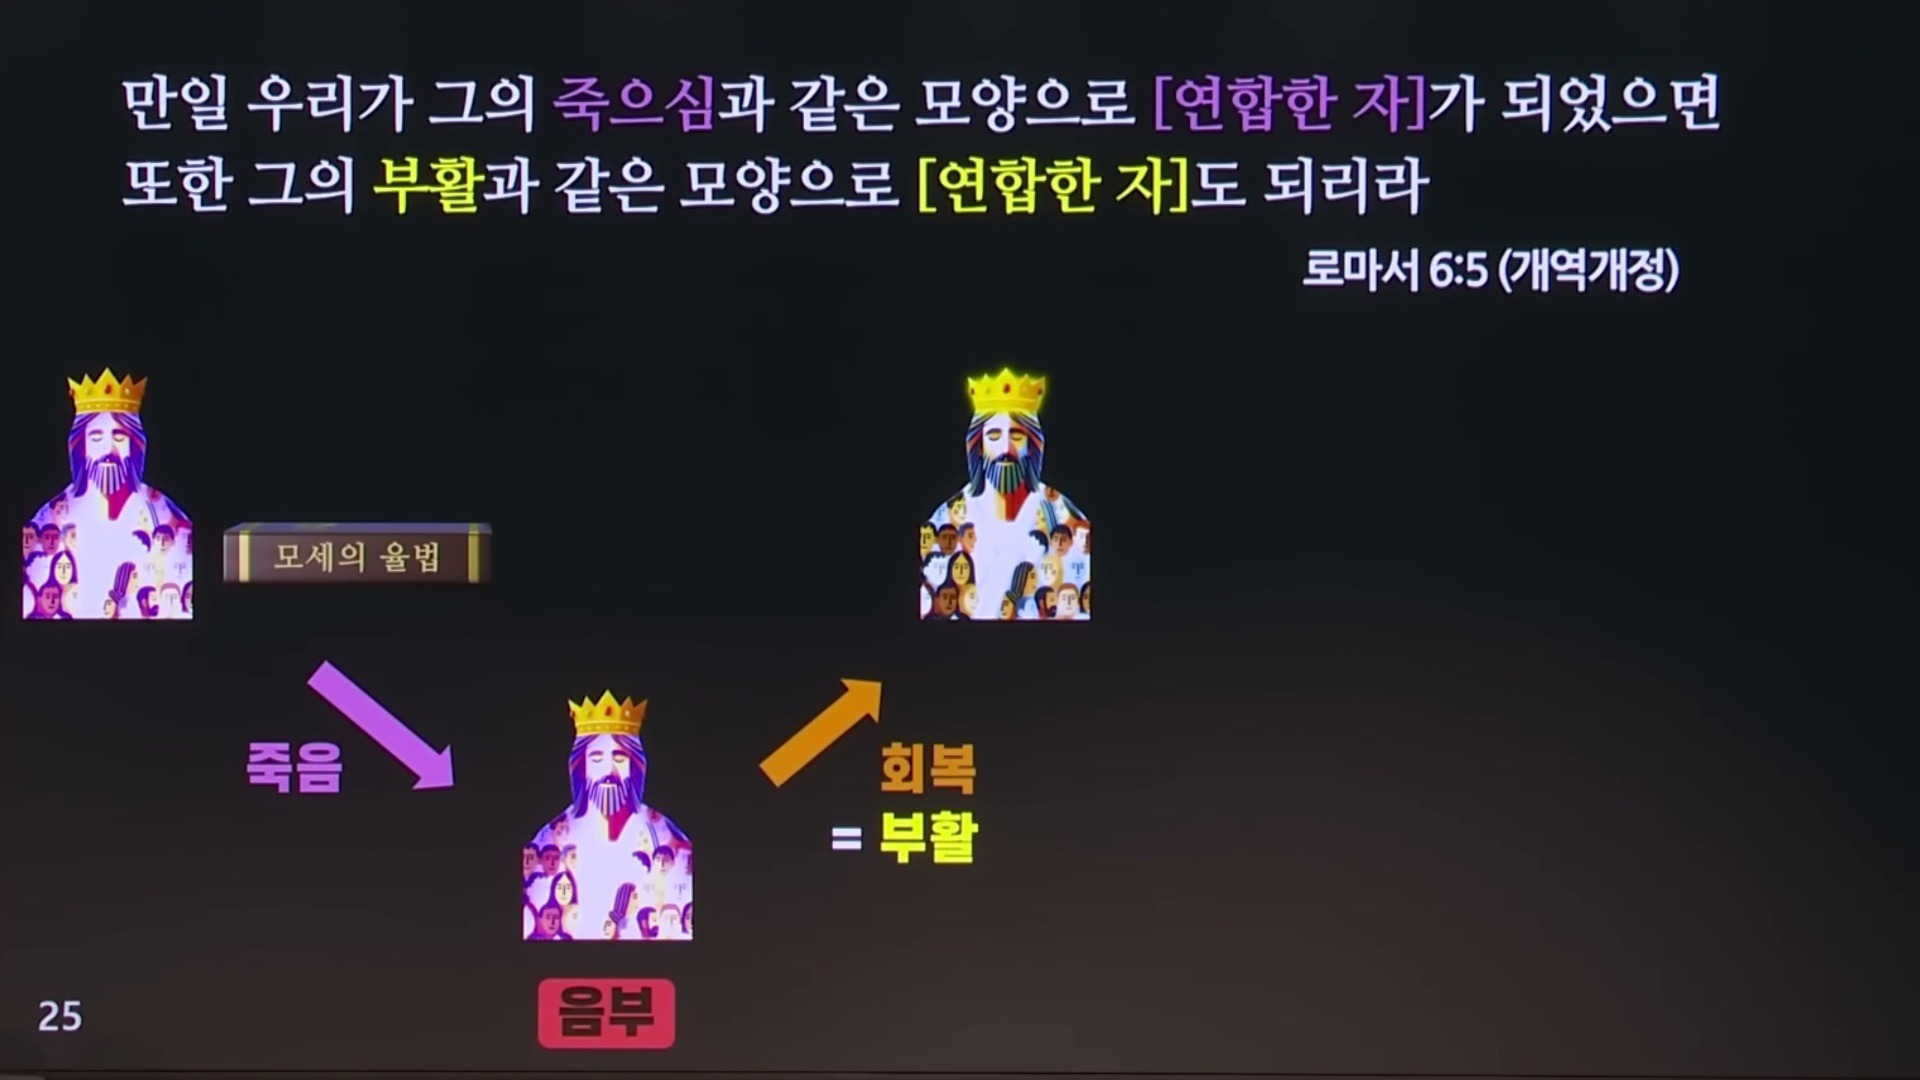 만일 우리가 그의 죽으심과 같은 모양으로 [연합한 자]가 되었으면
또한 그의 부활과 같은 모양으로 [연합한 자]도 되리라
로마서 6:5 (개역개정)
모세의 율법
죽음
회복
= 부활
음부
25